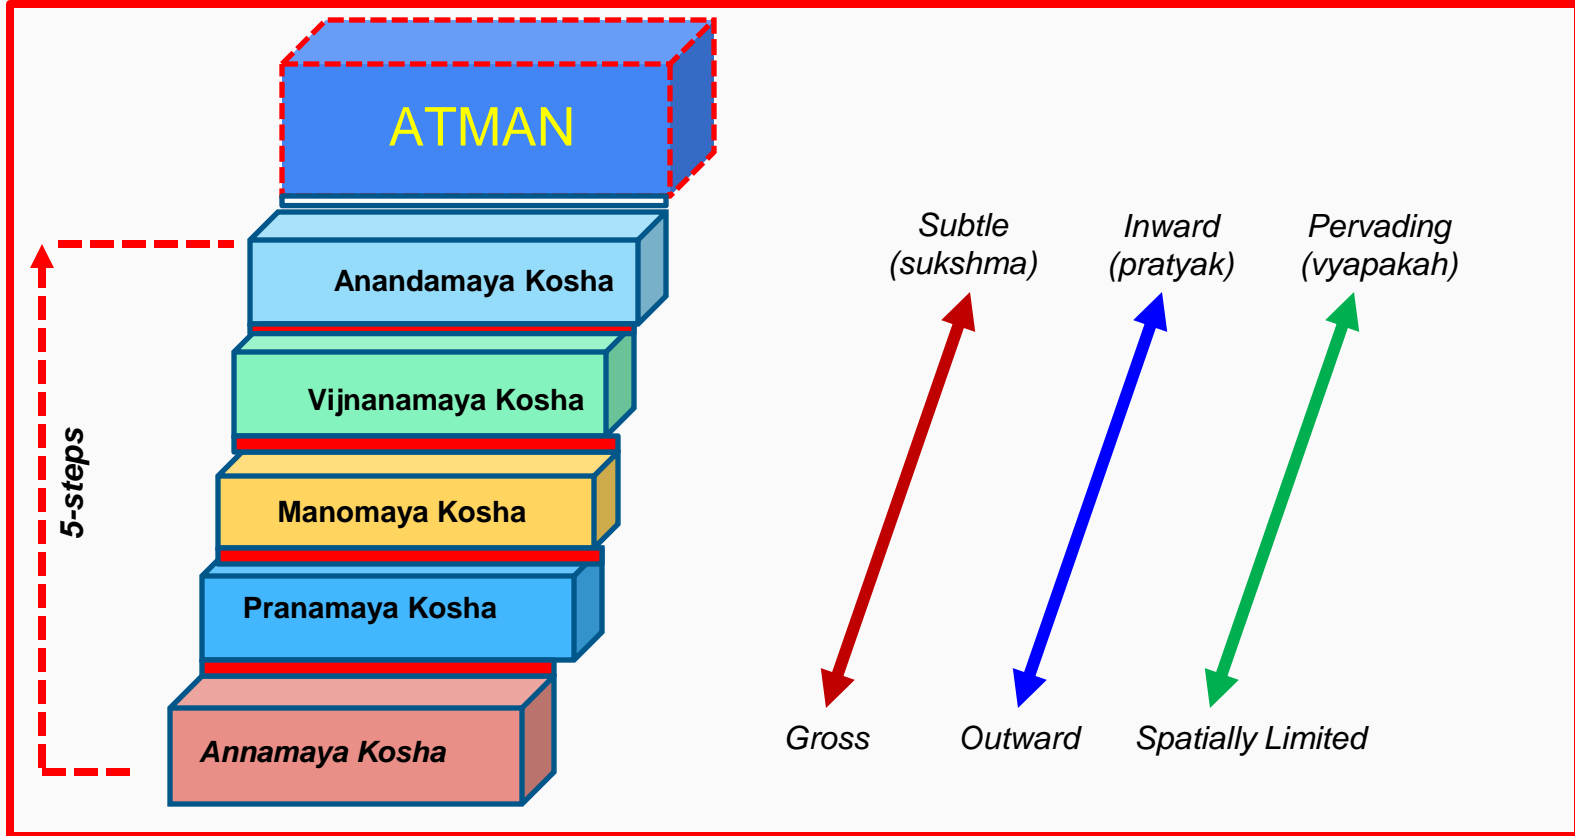 ATMAN
Anandamaya Kosha
Vijnanamaya Kosha
Manomaya Kosha
Pranamaya Kosha
Annamaya Kosha
5-steps
Subtle
(sukshma)
Inward
(pratyak)
Pervading
(vyapakah)
Gross
Outward
Spatially Limited